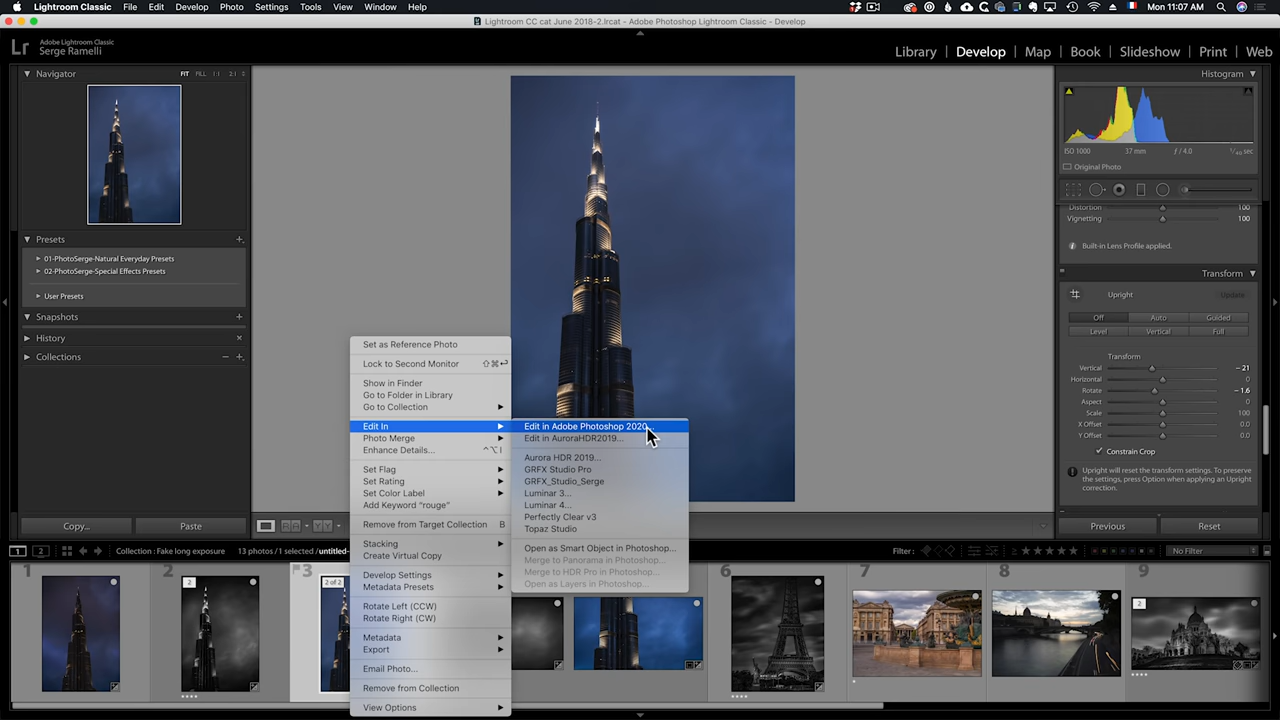 Lightroom Classic File Edit Develop Photo Settings Tools View Window Help Mon 11:07 AM
Lightroom CC cat June 2018-2.lrcat - Adobe Photoshop Lightroom Classic - Develop
Lr Adobe Lightroom Classic
Serge Ramelli
Library | Develop | Map | Book | Slideshow | Print | Web
Navigator FIT FILL 1:1 2:1
Presets
01-PhotoSerge-Natural Everyday Presets
02-PhotoSerge-Special Effects Presets
User Presets
Snapshots
History
Collections
Copy... Paste
Set as Reference Photo
Lock to Second Monitor
Show in Finder
Go to Folder in Library
Go to Collection
Edit In
Photo Merge
Enhance Details...
Set Flag
Set Rating
Set Color Label
Add Keyword "rouge"
Remove from Target Collection B
Stacking
Create Virtual Copy
Develop Settings
Metadata Presets
Rotate Left (CCW)
Rotate Right (CW)
Metadata
Export
Email Photo...
Remove from Collection
View Options
Edit in Adobe Photoshop 2020...
Edit in AuroraHDR2019...
Aurora HDR 2019...
GRFX Studio Pro
GRFX_Studio_Serge
Luminar 3...
Luminar 4...
Perfectly Clear v3
Topaz Studio
Open as Smart Object in Photoshop...
Merge to Panorama in Photoshop...
Merge to HDR Pro in Photoshop...
Open as Layers in Photoshop...
Histogram
ISO 1000 37 mm ƒ / 4.0 1/40 sec
Original Photo
Distortion 100
Vignetting 100
Built-in Lens Profile applied.
Transform
Upright Update
Off Auto Guided
Level Vertical Full
Transform
Vertical – 21
Horizontal 0
Rotate – 1.6
Aspect 0
Scale 100
X Offset 0
Y Offset 0
Constrain Crop
Upright will reset the transform settings. To preserve
the settings, press Option when applying an Upright
correction.
Previous Reset
1 2 Collection : Fake long exposure 13 photos / 1 selected / untitled- Filter : No Filter
1 2 3 6 7 8 9
2 2 of 2 2